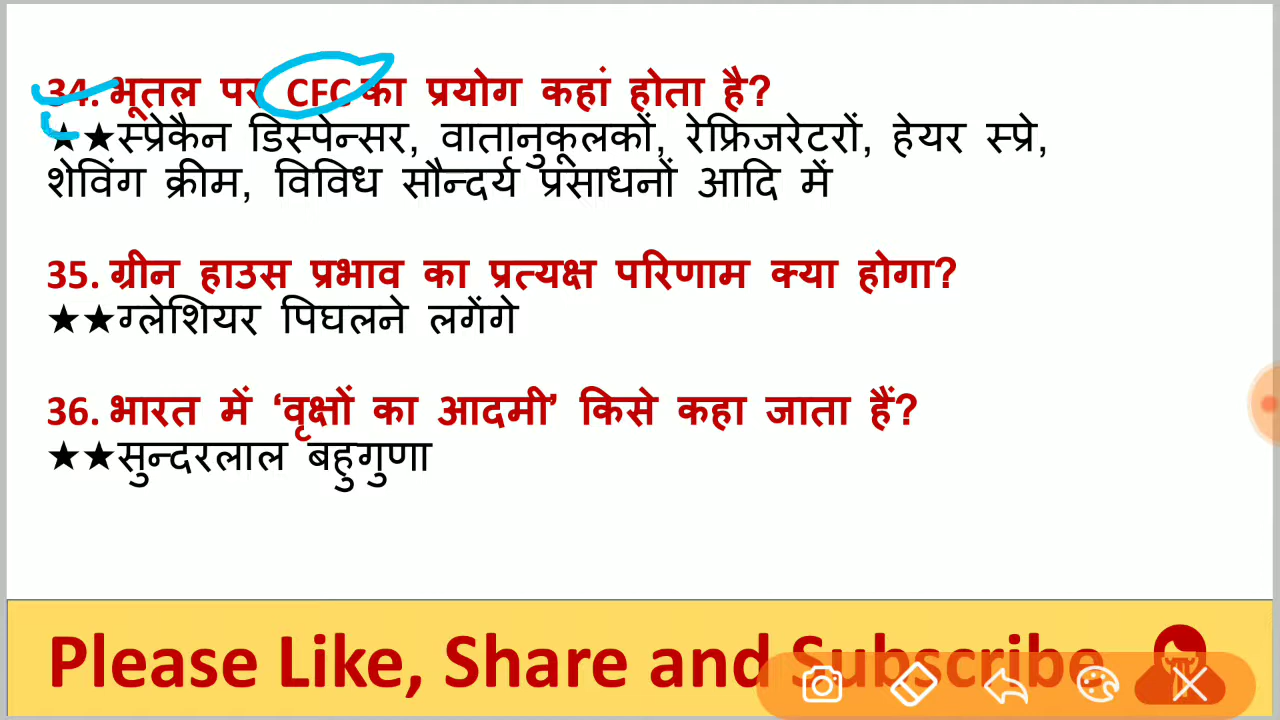 34. भूतल पर CFC का प्रयोग कहां होता है?
★★स्प्रेकैन डिस्पेन्सर, वातानुकूलकों, रेफ्रिजरेटरों, हेयर स्प्रे,
शेविंग क्रीम, विविध सौन्दर्य प्रसाधनों आदि में
35. ग्रीन हाउस प्रभाव का प्रत्यक्ष परिणाम क्या होगा?
★★ग्लेशियर पिघलने लगेंगे
36. भारत में ‘वृक्षों का आदमी’ किसे कहा जाता हैं?
★★सुन्दरलाल बहुगुणा
Please Like, Share and Subscribe